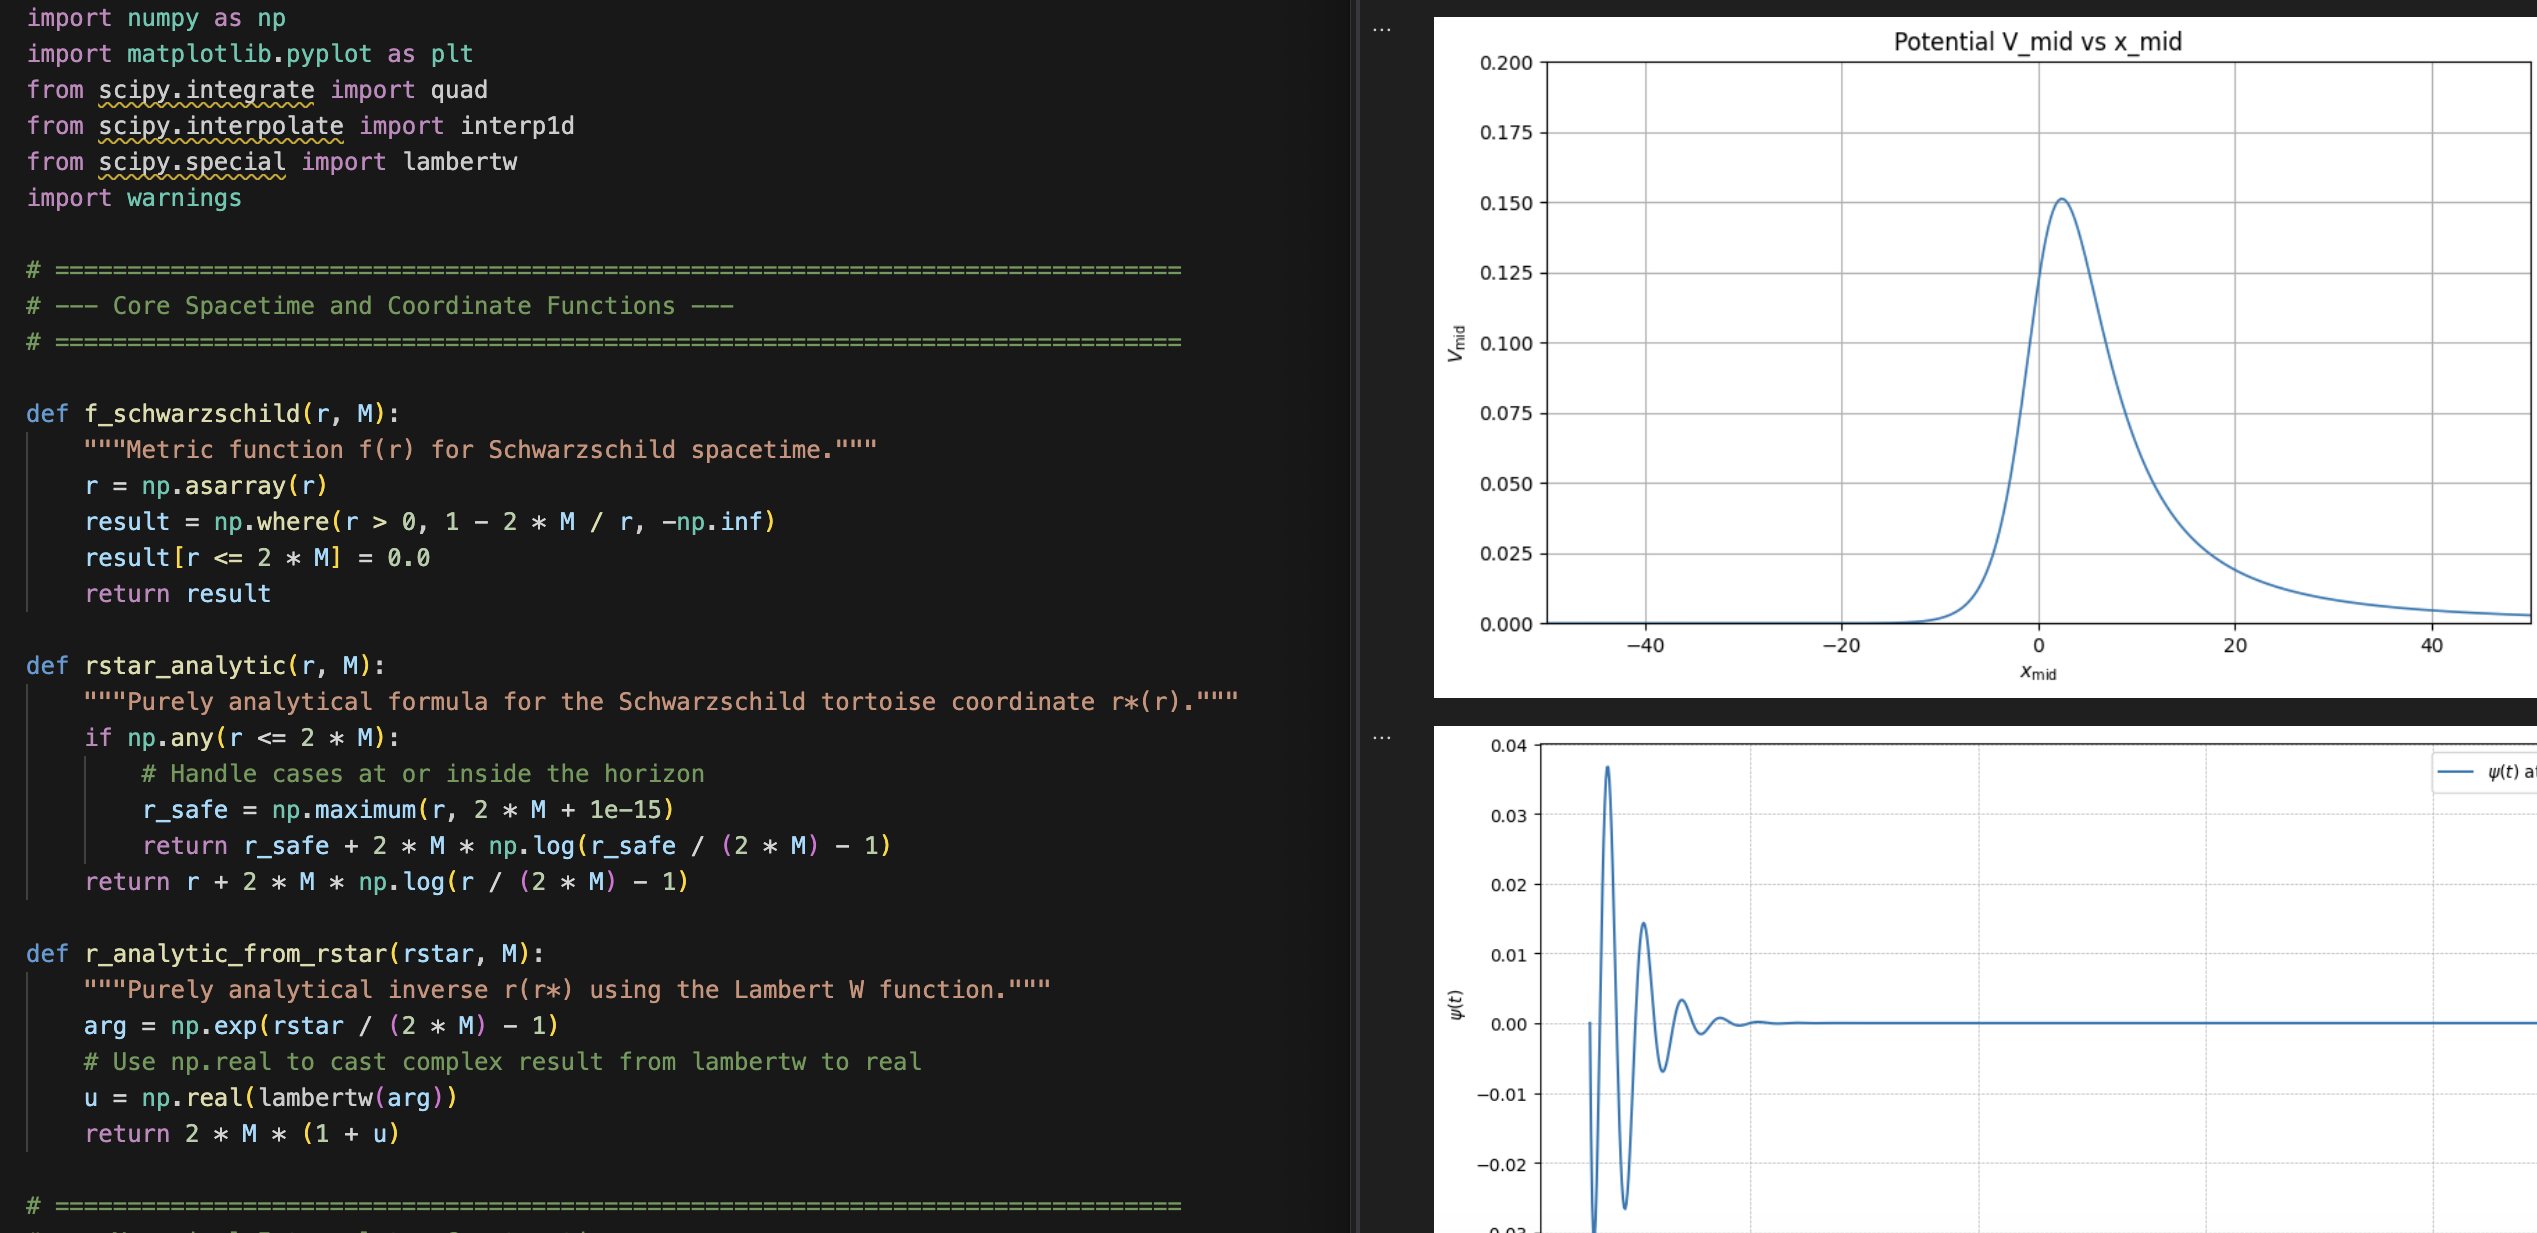 import numpy as np
import matplotlib.pyplot as plt
from scipy.integrate import quad
from scipy.interpolate import interp1d
from scipy.special import lambertw
import warnings
# ==============================================================================
# --- Core Spacetime and Coordinate Functions ---
# ==============================================================================
def f_schwarzschild(r, M):
    """Metric function f(r) for Schwarzschild spacetime."""
    r = np.asarray(r)
    result = np.where(r > 0, 1 - 2 * M / r, -np.inf)
    result[r <= 2 * M] = 0.0
    return result
def rstar_analytic(r, M):
    """Purely analytical formula for the Schwarzschild tortoise coordinate r*(r)."""
    if np.any(r <= 2 * M):
        # Handle cases at or inside the horizon
        r_safe = np.maximum(r, 2 * M + 1e-15)
        return r_safe + 2 * M * np.log(r_safe / (2 * M) - 1)
    return r + 2 * M * np.log(r / (2 * M) - 1)
def r_analytic_from_rstar(rstar, M):
    """Purely analytical inverse r(r*) using the Lambert W function."""
    arg = np.exp(rstar / (2 * M) - 1)
    # Use np.real to cast complex result from lambertw to real
    u = np.real(lambertw(arg))
    return 2 * M * (1 + u)
# ==============================================================================
...
Potential V_mid vs x_mid
0.200
0.175
0.150
0.125
0.100
0.075
0.050
0.025
0.000
V_mid
−40
−20
0
20
40
x_mid
...
0.04
0.03
0.02
0.01
0.00
−0.01
−0.02
ψ(t)
ψ(t)